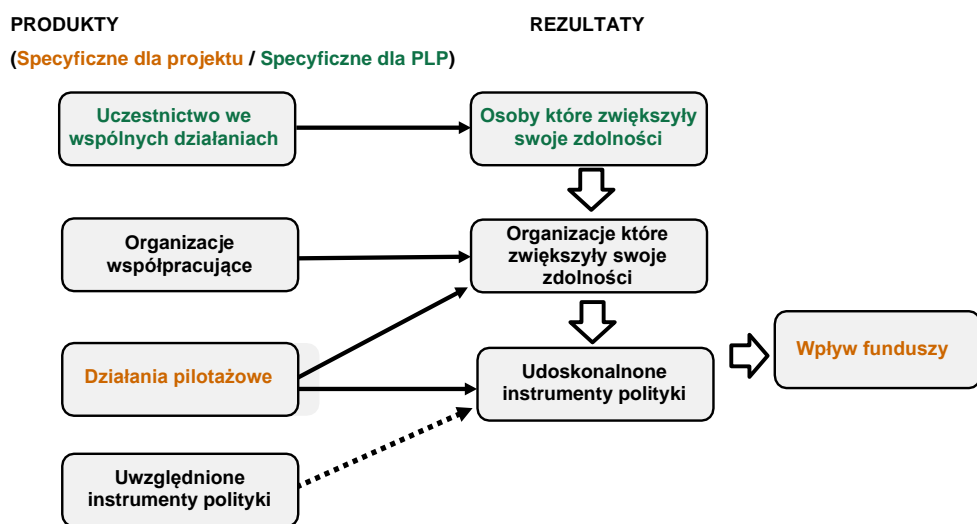 PRODUKTY
REZULTATY
(Specyficzne dla projektu / Specyficzne dla PLP)
Uczestnictwo we
wspólnych działaniach
Osoby które zwiększyły
swoje zdolności
Organizacje
współpracujące
Organizacje które
zwiększyły swoje
zdolności
Działania pilotażowe
Udoskonalnone
instrumenty polityki
Wpływ funduszy
Uwzględnione
instrumenty polityki